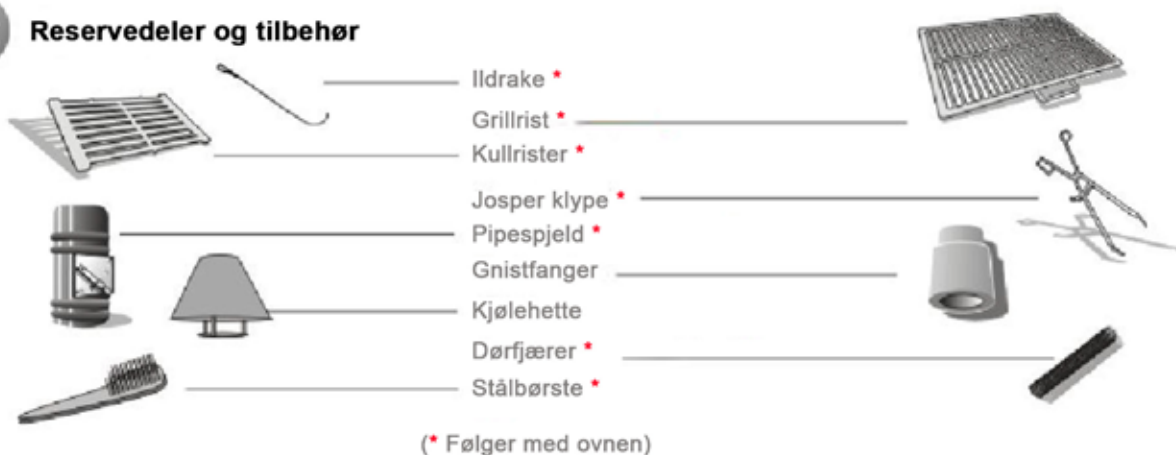 Reservedeler og tilbehør
Ildrake *
Grillrist *
Kullrister *
Josper klype *
Pipespjeld *
Gnistfanger
Kjølehette
Dørfjærer *
Stålbørste *
(* Følger med ovnen)